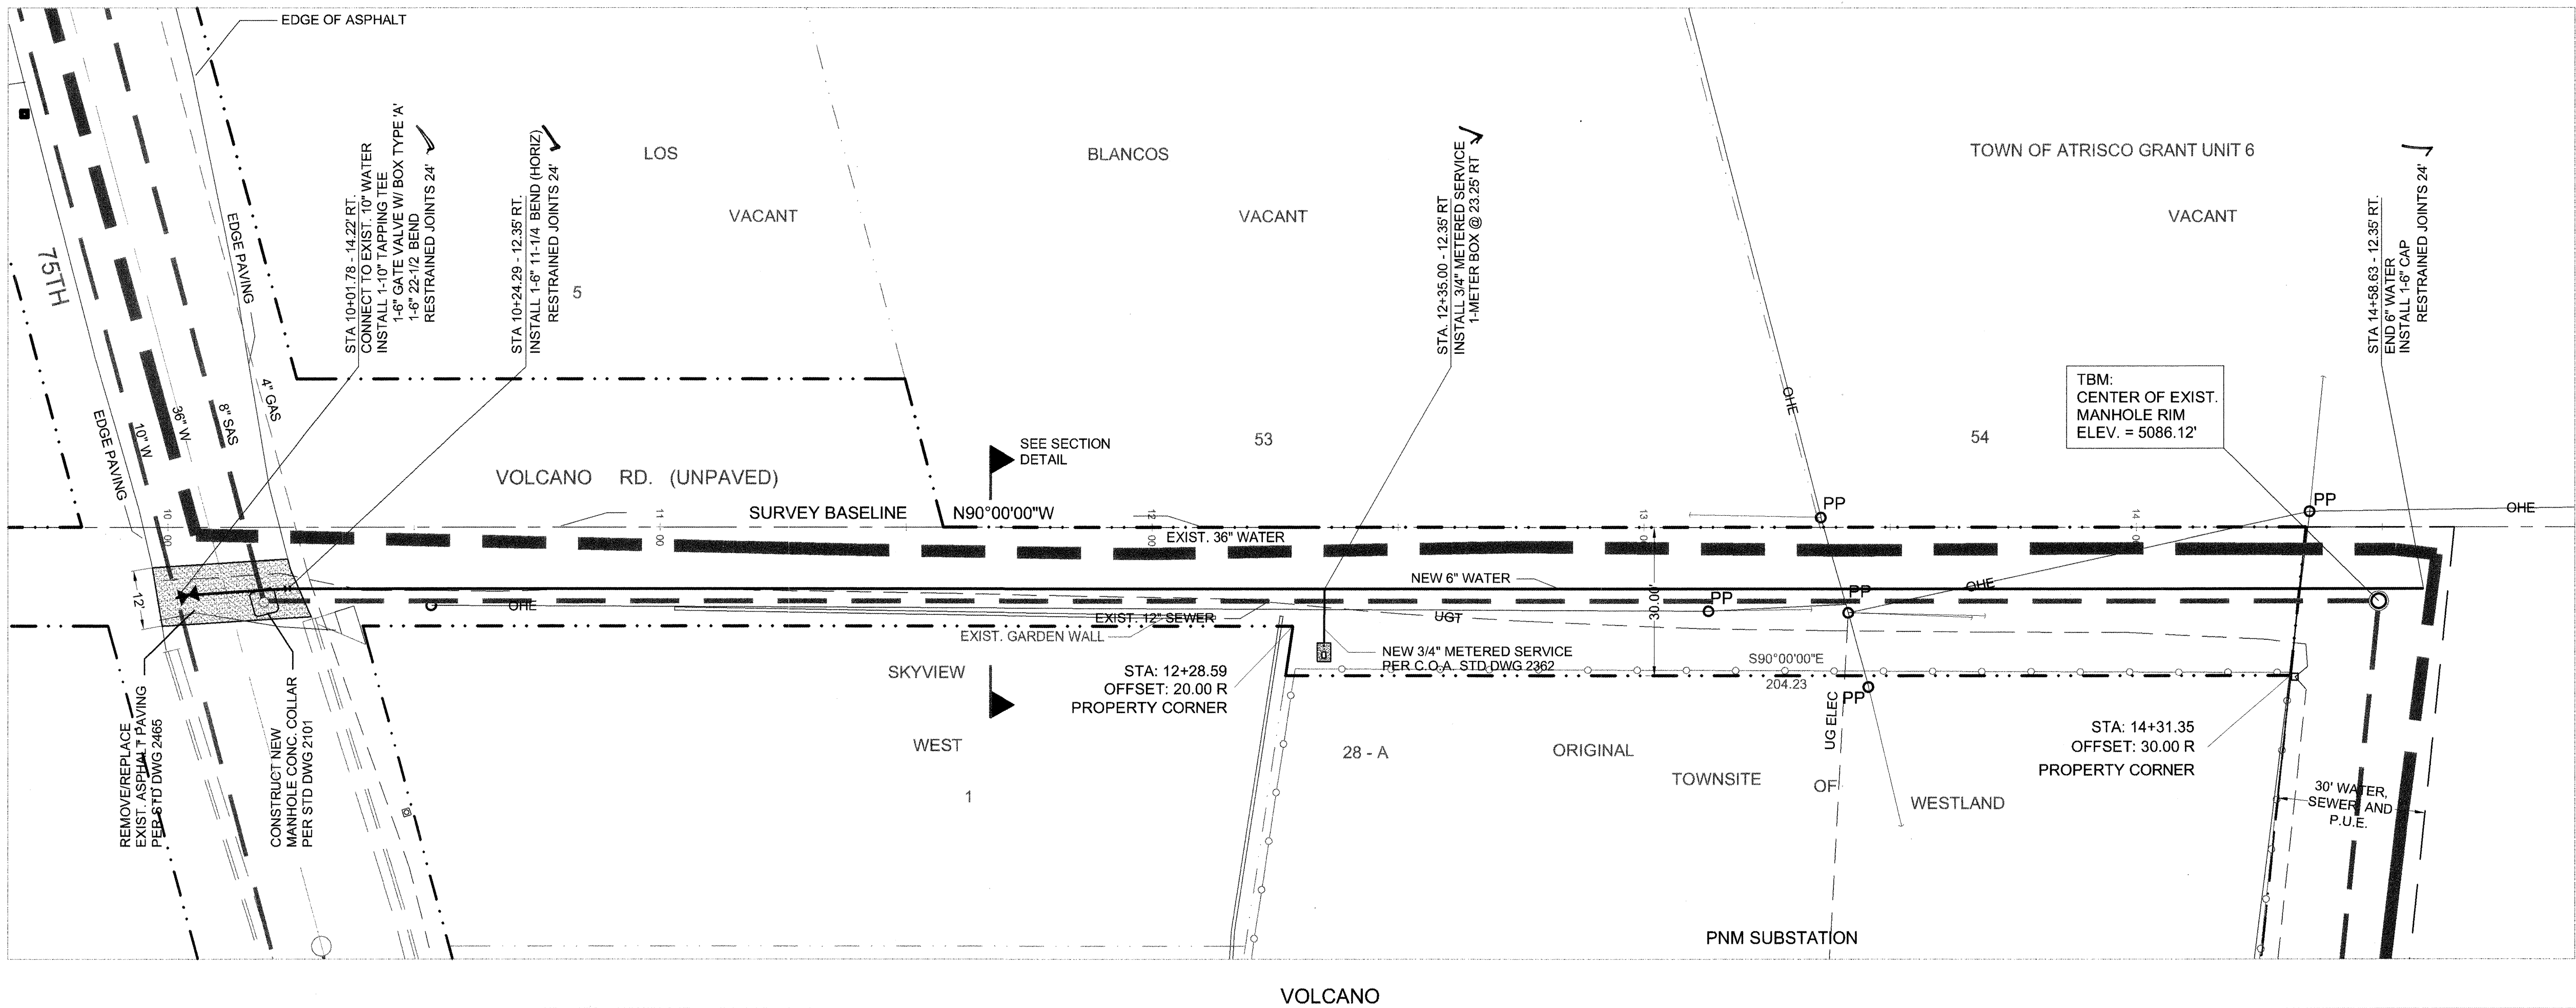 EDGE OF ASPHALT
75TH
EDGE PAVING
EDGE PAVING
10" W
36" W
8" SAS
4" GAS
STA 10+01.78 - 14.22' RT.
CONNECT TO EXIST. 10" WATER
INSTALL 1-10" TAPPING TEE
1-6" GATE VALVE W/ BOX TYPE 'A'
1-6" 22-1/2 BEND
RESTRAINED JOINTS 24'
STA 10+24.29 - 12.35' RT.
INSTALL 1-6" 11-1/4 BEND (HORIZ)
RESTRAINED JOINTS 24'
LOS
BLANCOS
VACANT
VACANT
5
53
STA. 12+35.00 - 12.35' RT
INSTALL 3/4" METERED SERVICE
1-METER BOX @ 23.25' RT
TOWN OF ATRISCO GRANT UNIT 6
VACANT
54
STA 14+58.63 - 12.35' RT.
END 6" WATER
INSTALL 1-6" CAP
RESTRAINED JOINTS 24'
TBM:
CENTER OF EXIST.
MANHOLE RIM
ELEV. = 5086.12'
SEE SECTION
DETAIL
VOLCANO RD. (UNPAVED)
SURVEY BASELINE
N90°00'00"W
10 00
11 00
12 00
13 00
14 00
EXIST. 36" WATER
OHE
PP
PP
OHE
NEW 6" WATER
OHE
PP
PP
OHE
12'
30.00'
EXIST. 12" SEWER
UGT
EXIST. GARDEN WALL
NEW 3/4" METERED SERVICE
PER C.O.A. STD DWG 2362
S90°00'00"E
204.23
PP
UG ELEC
SKYVIEW
WEST
1
STA: 12+28.59
OFFSET: 20.00 R
PROPERTY CORNER
REMOVE/REPLACE
EXIST. ASPHALT PAVING
PER STD DWG 2465
CONSTRUCT NEW
MANHOLE CONC. COLLAR
PER STD DWG 2101
28 - A
ORIGINAL
TOWNSITE
OF
WESTLAND
STA: 14+31.35
OFFSET: 30.00 R
PROPERTY CORNER
30' WATER,
SEWER AND
P.U.E.
PNM SUBSTATION
VOLCANO